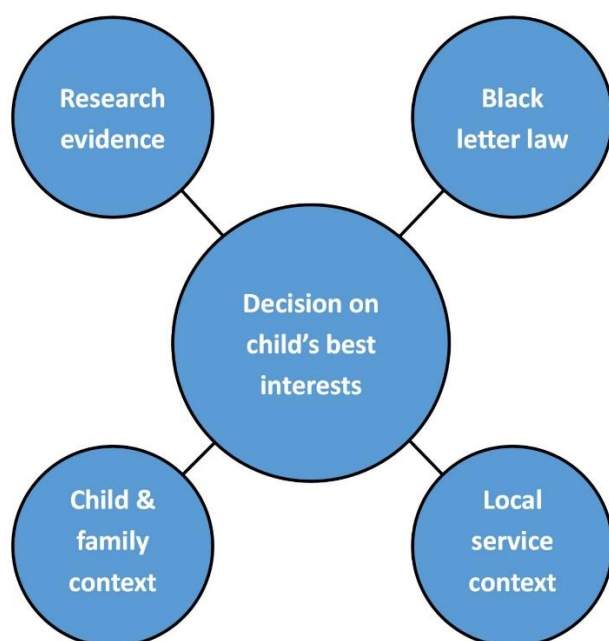 Research
evidence
Black
letter law
Decision on
child's best
interests
Child &
family
context
Local
service
context